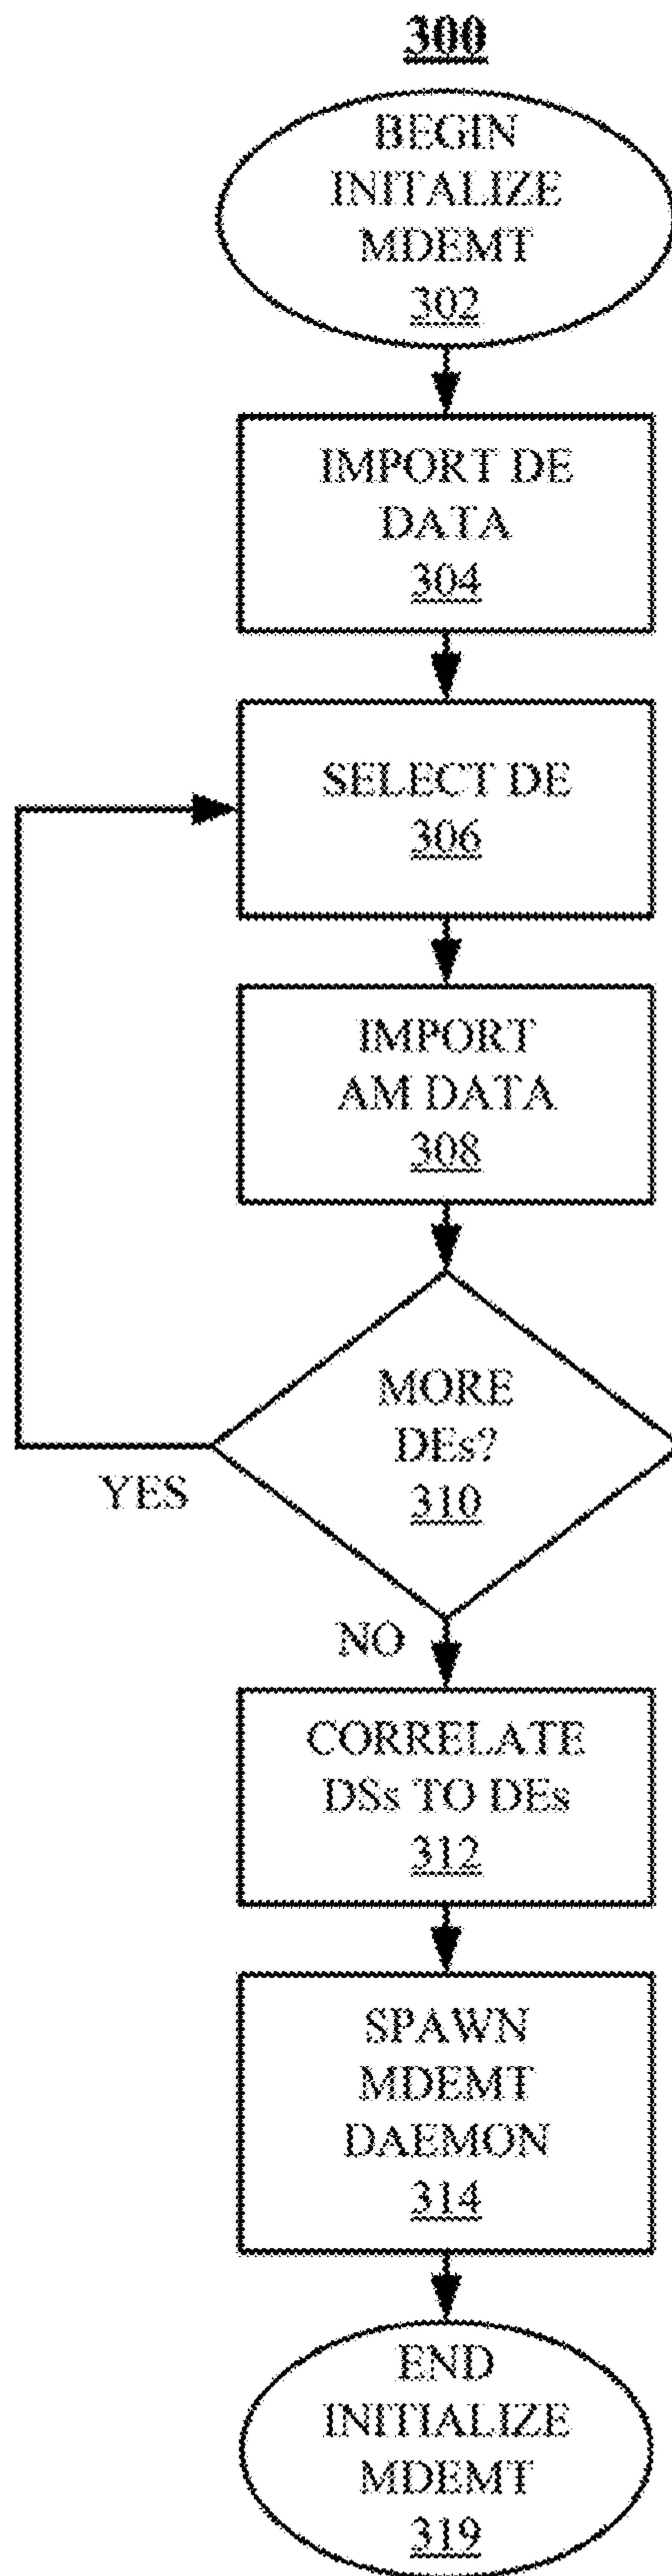 300
BEGIN
INITALIZE
MDEMT
302
IMPORT DE
DATA
304
SELECT DE
306
IMPORT
AM DATA
308
MORE
DEs?
310
YES
NO
CORRELATE
DSs TO DEs
312
SPAWN
MDEMT
DAEMON
314
END
INITIALIZE
MDEMT
319